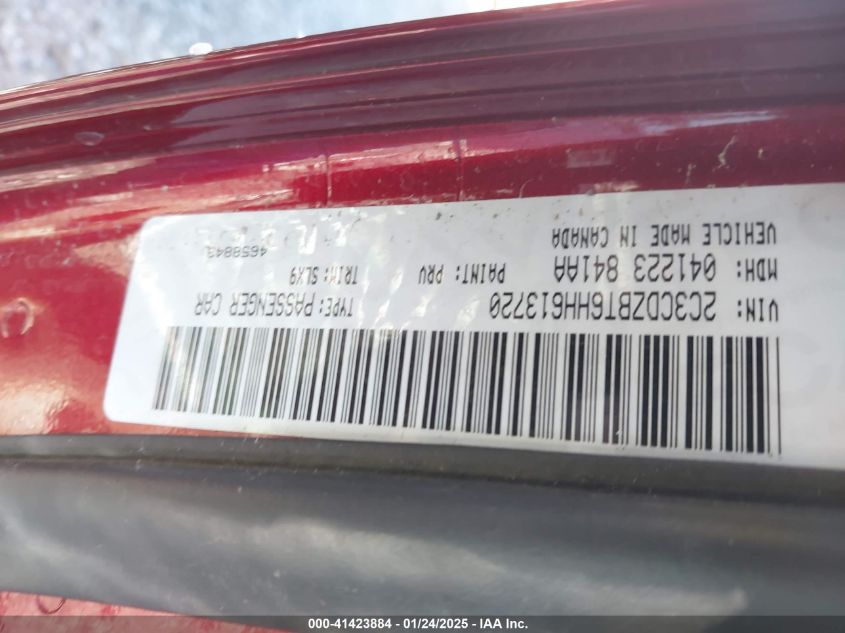 VIN: 2C3CDZBT6HH613720 TYPE: PASSENGER CAR
MDH: 041223 841AA PAINT: PRV TRIM: SLX9
VEHICLE MADE IN CANADA 4658843
000-41423884 | 01/24/2025 | - IAA Inc.